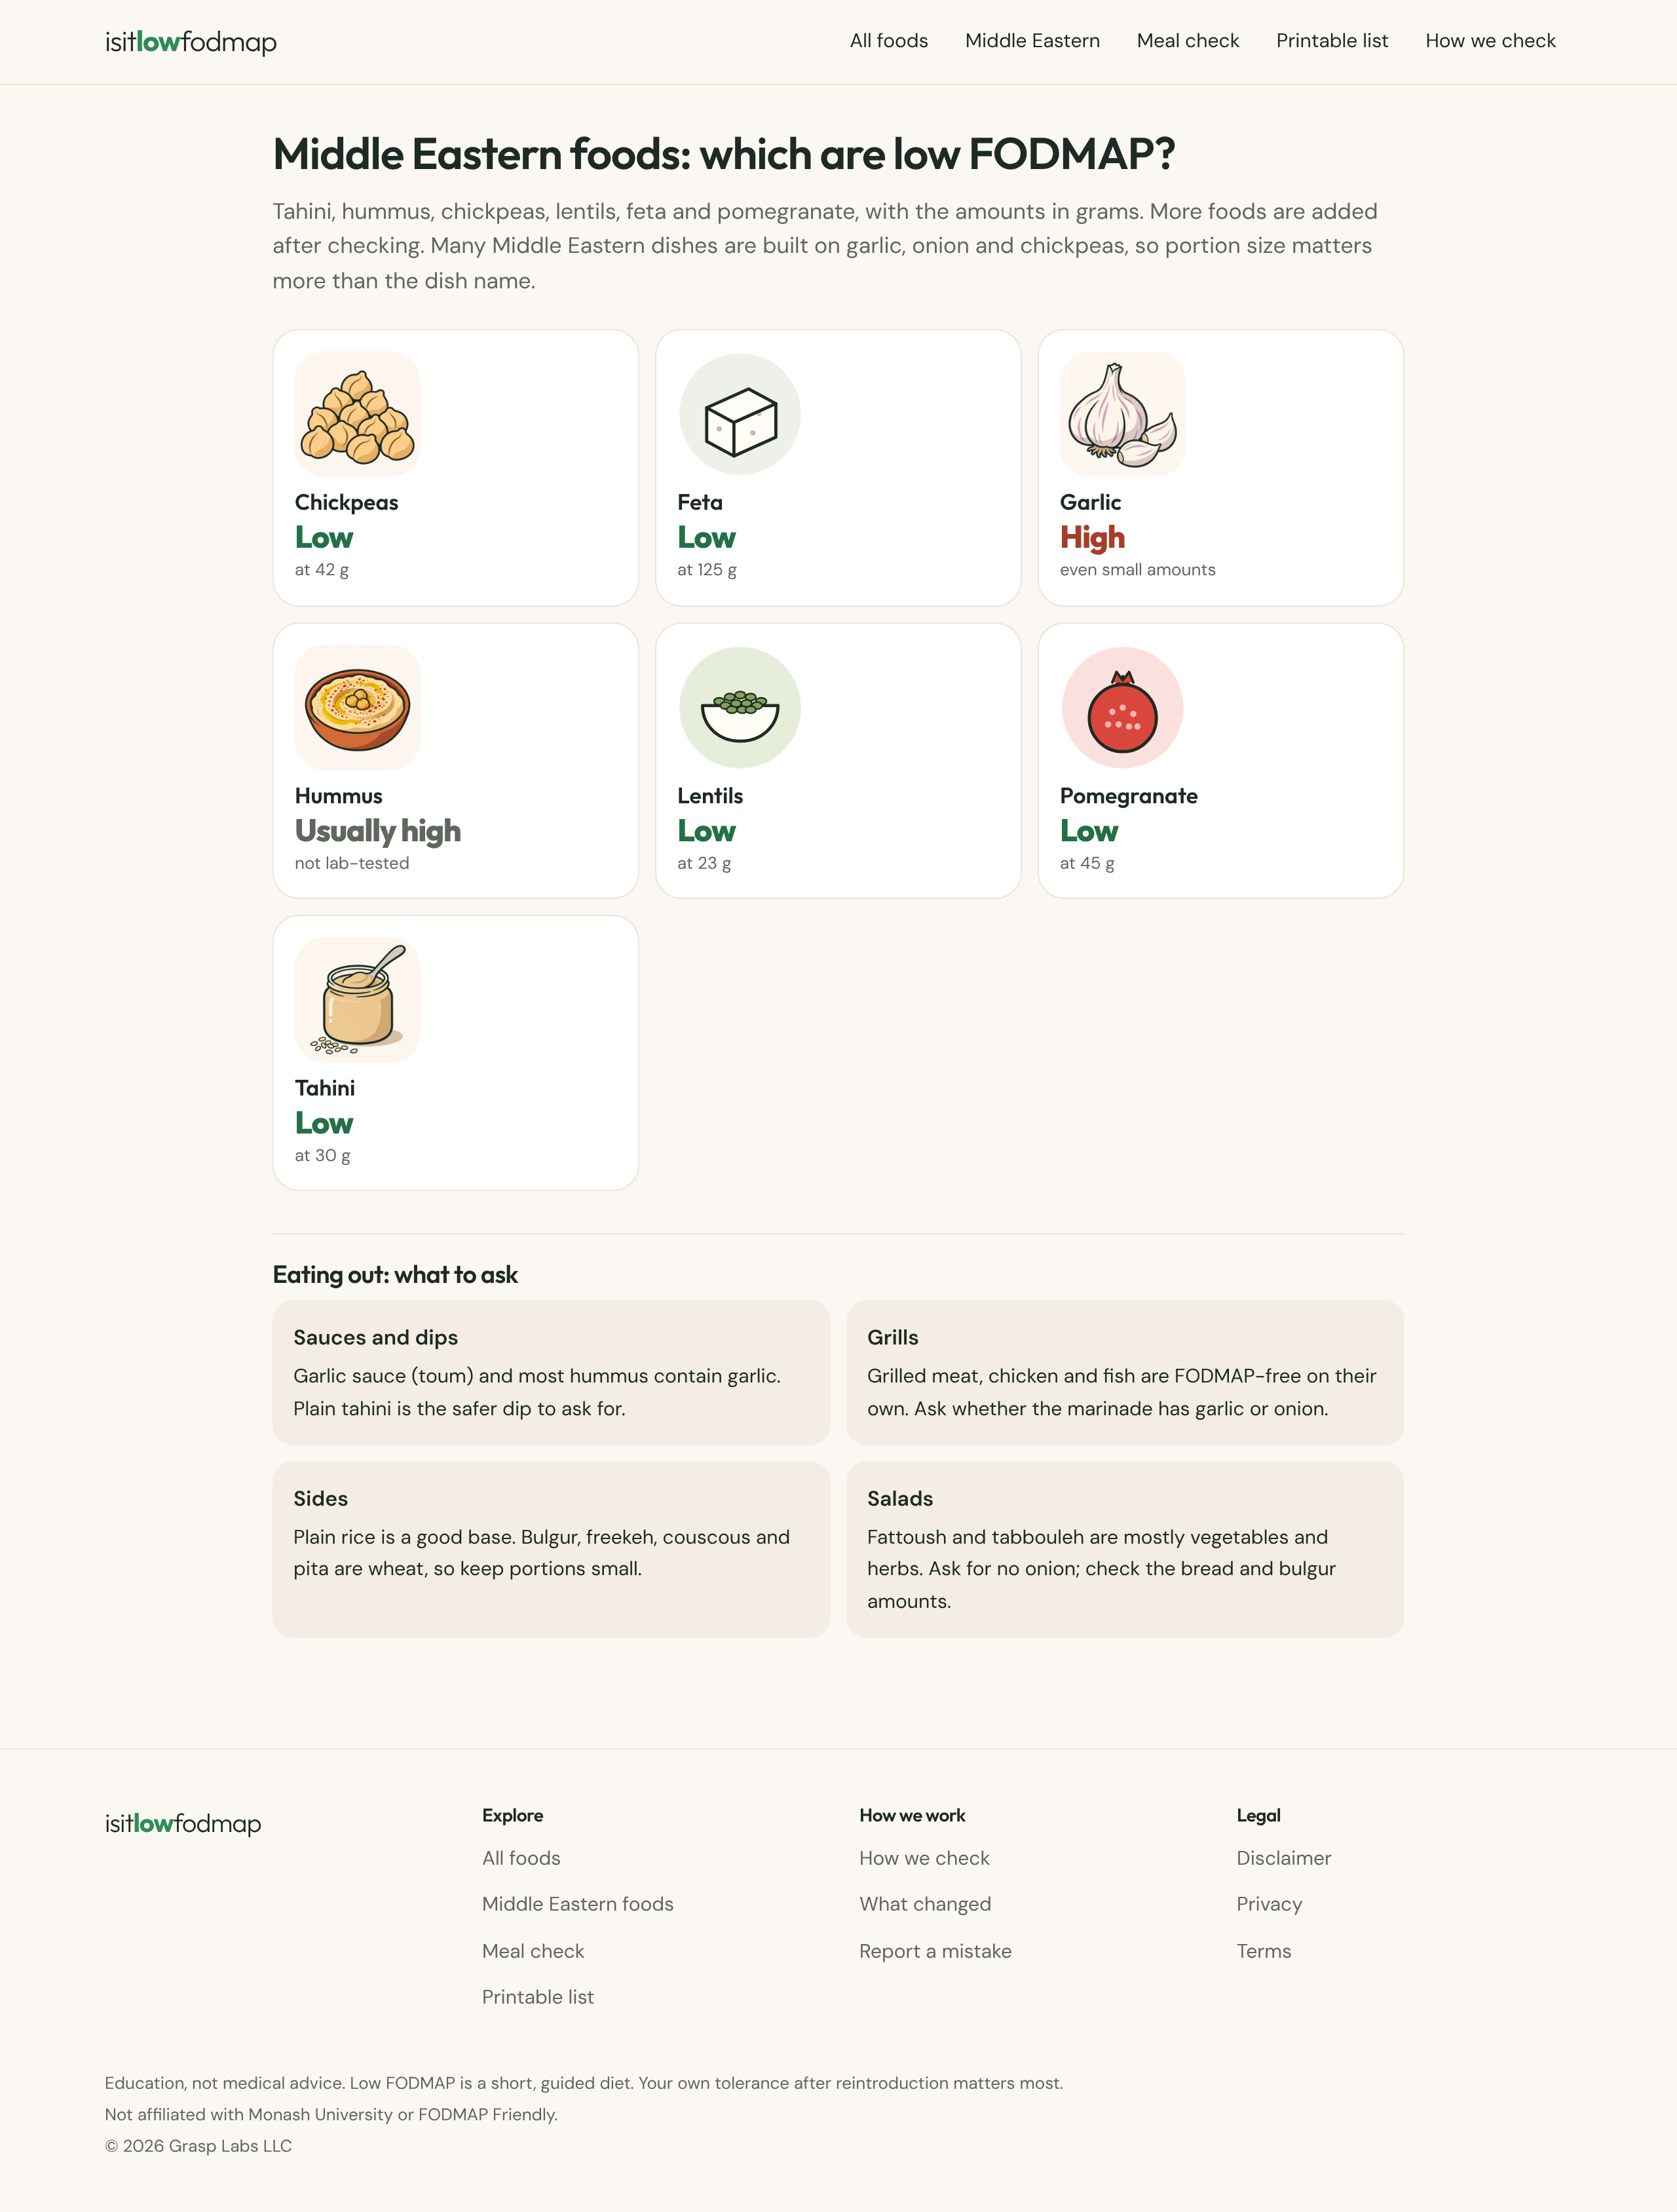 isitlowfodmap
All foods
Middle Eastern
Meal check
Printable list
How we check
Middle Eastern foods: which are low FODMAP?
Tahini, hummus, chickpeas, lentils, feta and pomegranate, with the amounts in grams. More foods are added
after checking. Many Middle Eastern dishes are built on garlic, onion and chickpeas, so portion size matters
more than the dish name.
Chickpeas
Low
at 42 g
Feta
Low
at 125 g
Garlic
High
even small amounts
Hummus
Usually high
not lab-tested
Lentils
Low
at 23 g
Pomegranate
Low
at 45 g
Tahini
Low
at 30 g
Eating out: what to ask
Sauces and dips
Garlic sauce (toum) and most hummus contain garlic.
Plain tahini is the safer dip to ask for.
Grills
Grilled meat, chicken and fish are FODMAP-free on their
own. Ask whether the marinade has garlic or onion.
Sides
Plain rice is a good base. Bulgur, freekeh, couscous and
pita are wheat, so keep portions small.
Salads
Fattoush and tabbouleh are mostly vegetables and
herbs. Ask for no onion; check the bread and bulgur
amounts.
isitlowfodmap
Explore
All foods
Middle Eastern foods
Meal check
Printable list
How we work
How we check
What changed
Report a mistake
Legal
Disclaimer
Privacy
Terms
Education, not medical advice. Low FODMAP is a short, guided diet. Your own tolerance after reintroduction matters most.
Not affiliated with Monash University or FODMAP Friendly.
© 2026 Grasp Labs LLC